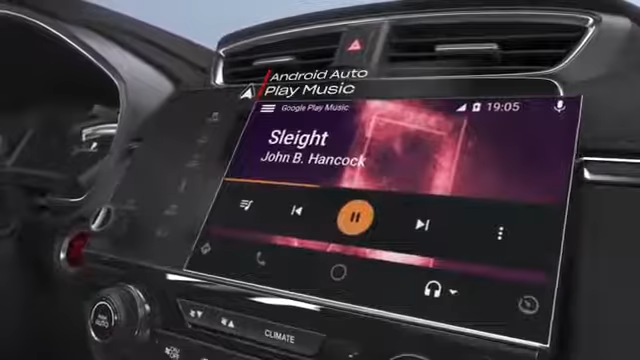 Android Auto
Play Music
Google Play Music
19:05
Sleight
John B. Hancock
AUTO
CLIMATE